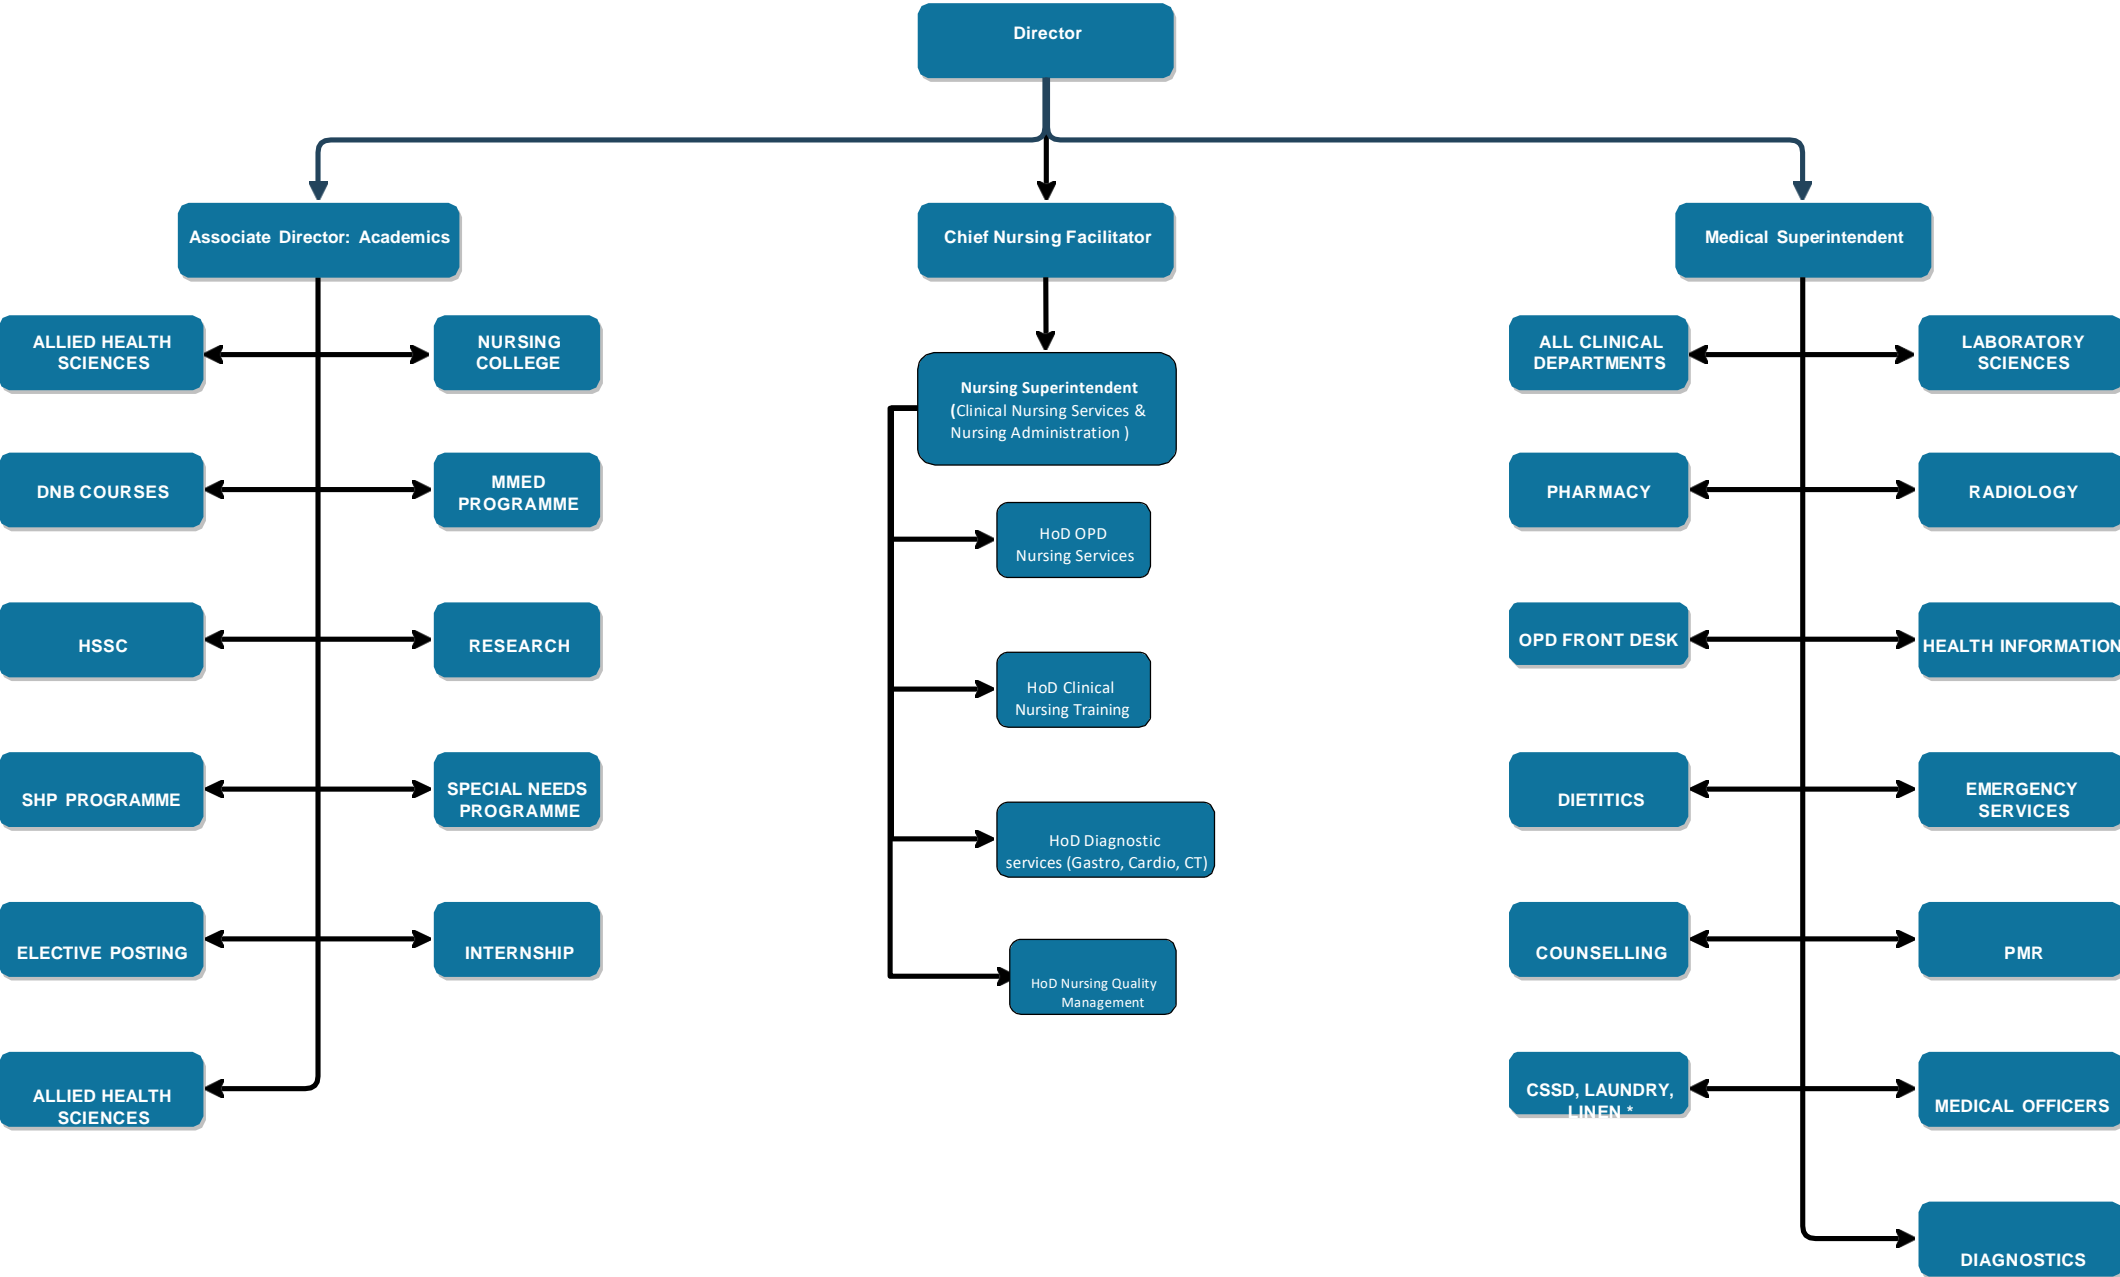 Director
Associate Director: Academics
Chief Nursing Facilitator
Medical Superintendent
ALLIED HEALTH
SCIENCES
NURSING
COLLEGE
DNB COURSES
MMED
PROGRAMME
HSSC
RESEARCH
SHP PROGRAMME
SPECIAL NEEDS
PROGRAMME
ELECTIVE POSTING
INTERNSHIP
ALLIED HEALTH
SCIENCES
Nursing Superintendent
(Clinical Nursing Services &
Nursing Administration )
HoD OPD
Nursing Services
HoD Clinical
Nursing Training
HoD Diagnostic
services (Gastro, Cardio, CT)
HoD Nursing Quality
Management
ALL CLINICAL
DEPARTMENTS
LABORATORY
SCIENCES
PHARMACY
RADIOLOGY
OPD FRONT DESK
HEALTH INFORMATION
DIETITICS
EMERGENCY
SERVICES
COUNSELLING
PMR
CSSD, LAUNDRY,
LINEN *
MEDICAL OFFICERS
DIAGNOSTICS